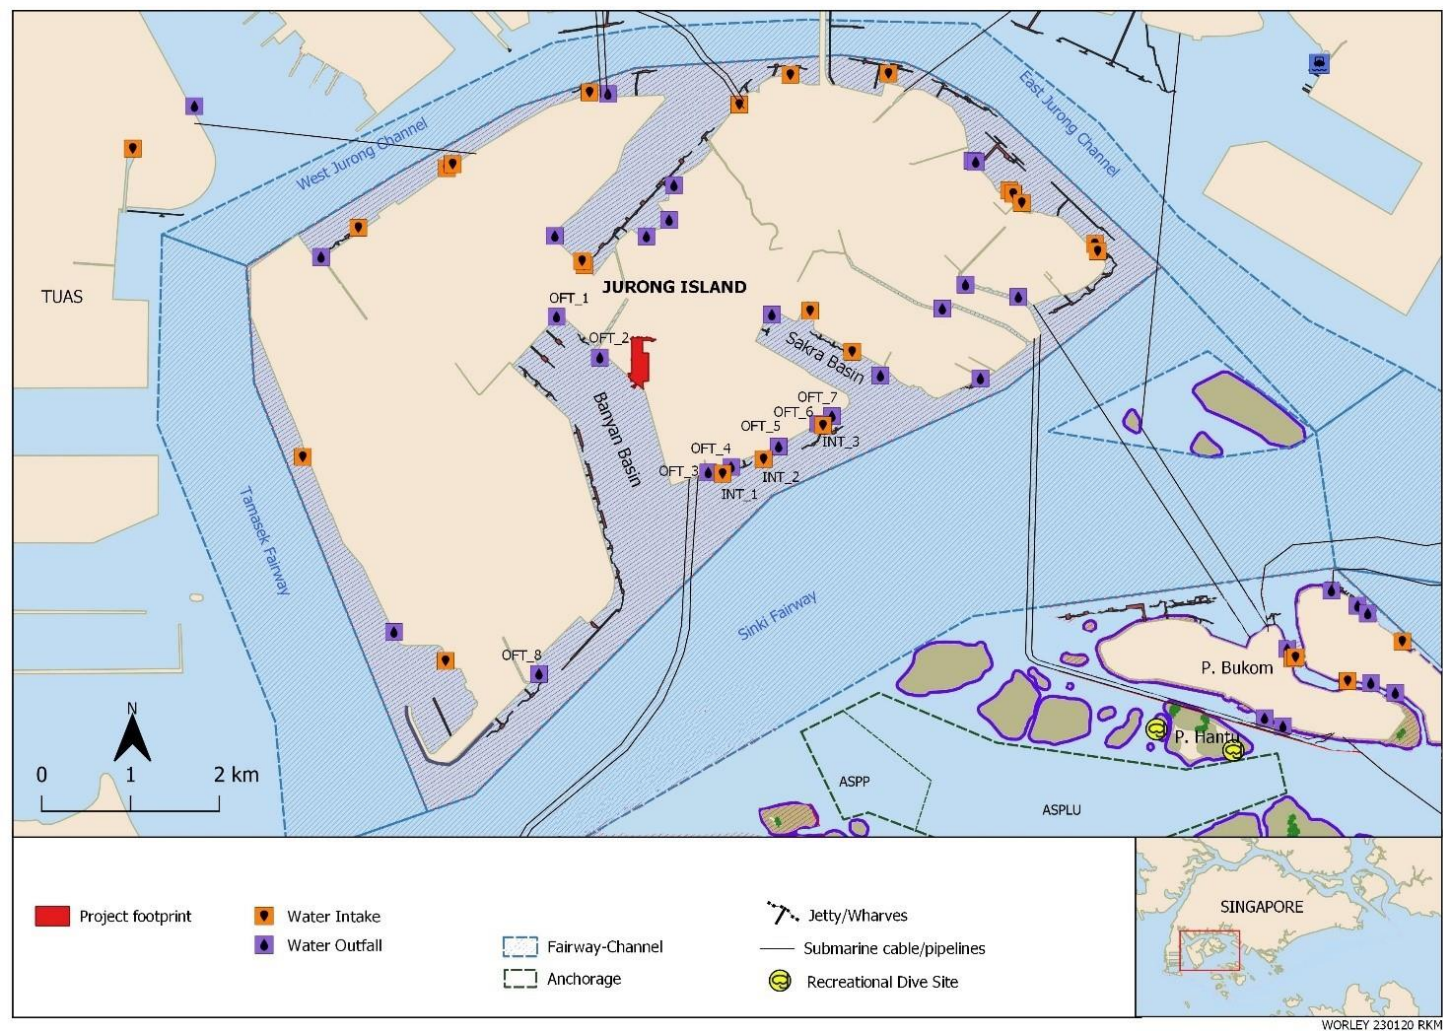 West Jurong Channel
East Jurong Channel
TUAS
JURONG ISLAND
OFT_1
OFT_2
Sakra Basin
Banyan Basin
OFT_7
OFT_6
OFT_5
INT_3
OFT_4
OFT_3
INT_2
INT_1
Tamasek Fairway
Sinki Fairway
OFT_8
P. Bukom
P. Hantu
N
0 1 2 km
ASPP
ASPLU
Project footprint
Water Intake
Water Outfall
Fairway-Channel
Anchorage
Jetty/Wharves
Submarine cable/pipelines
Recreational Dive Site
SINGAPORE
WORLEY 230120 RKM